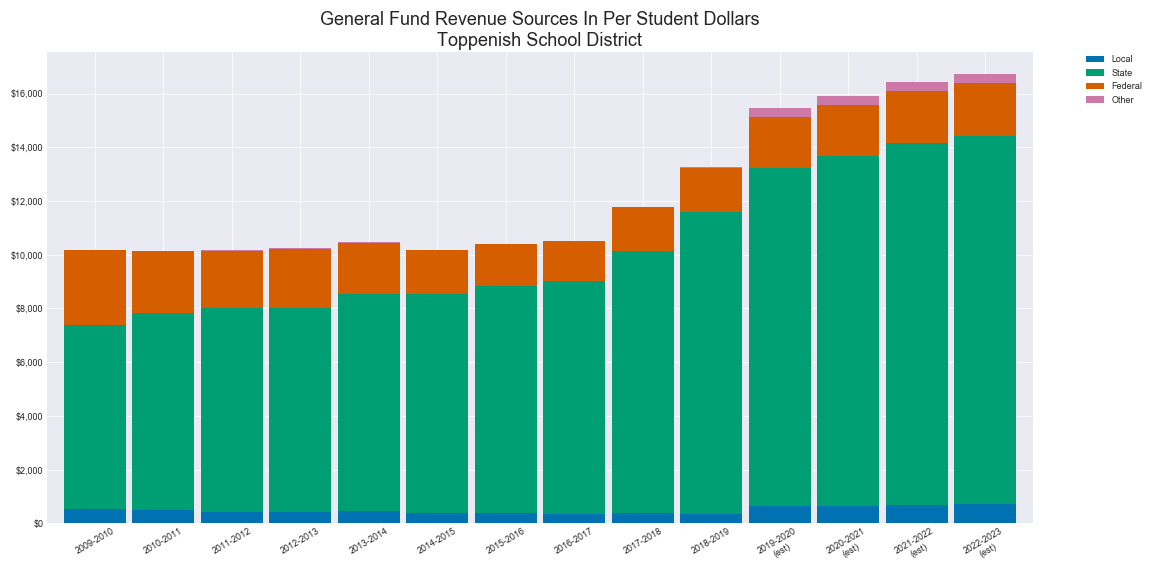 General Fund Revenue Sources In Per Student Dollars
Toppenish School District
Local
State
Federal
Other
$16,000
$14,000
$12,000
$10,000
$8,000
$6,000
$4,000
$2,000
$0
2009-2010
2010-2011
2011-2012
2012-2013
2013-2014
2014-2015
2015-2016
2016-2017
2017-2018
2018-2019
2019-2020
(est)
2020-2021
(est)
2021-2022
(est)
2022-2023
(est)